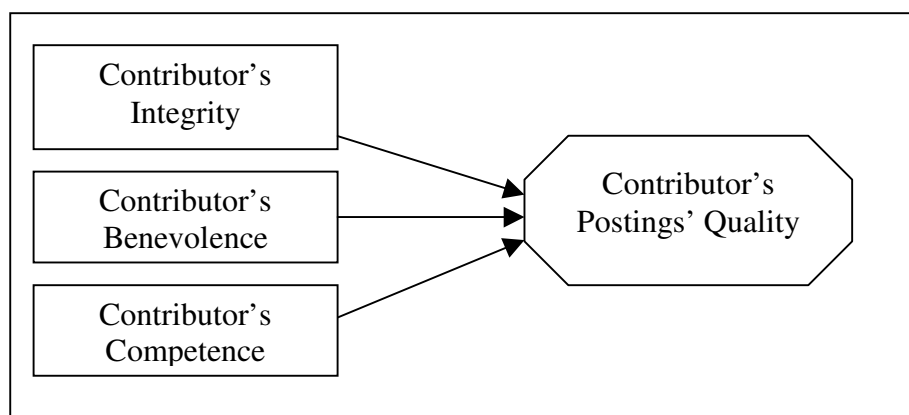 Contributor’s
Integrity
Contributor’s
Benevolence
Contributor’s
Competence
Contributor’s
Postings’ Quality